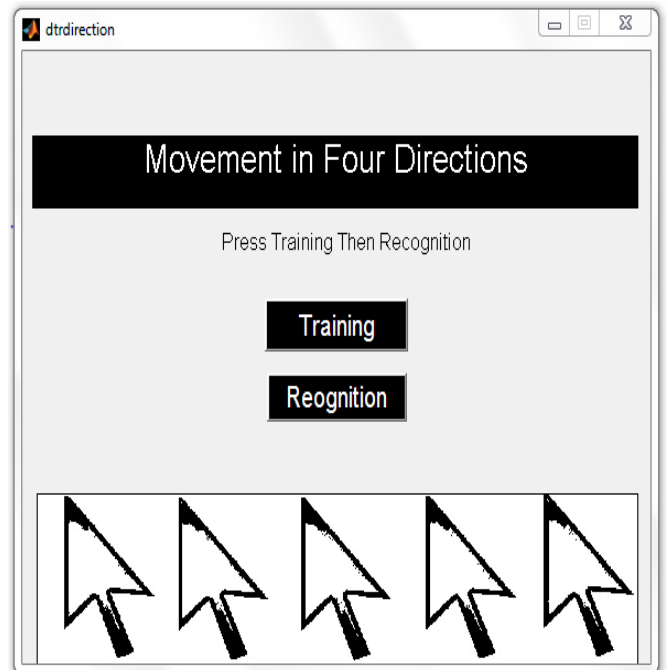 dtrdirection
Movement in Four Directions
Press Training Then Recognition
Training
Reognition